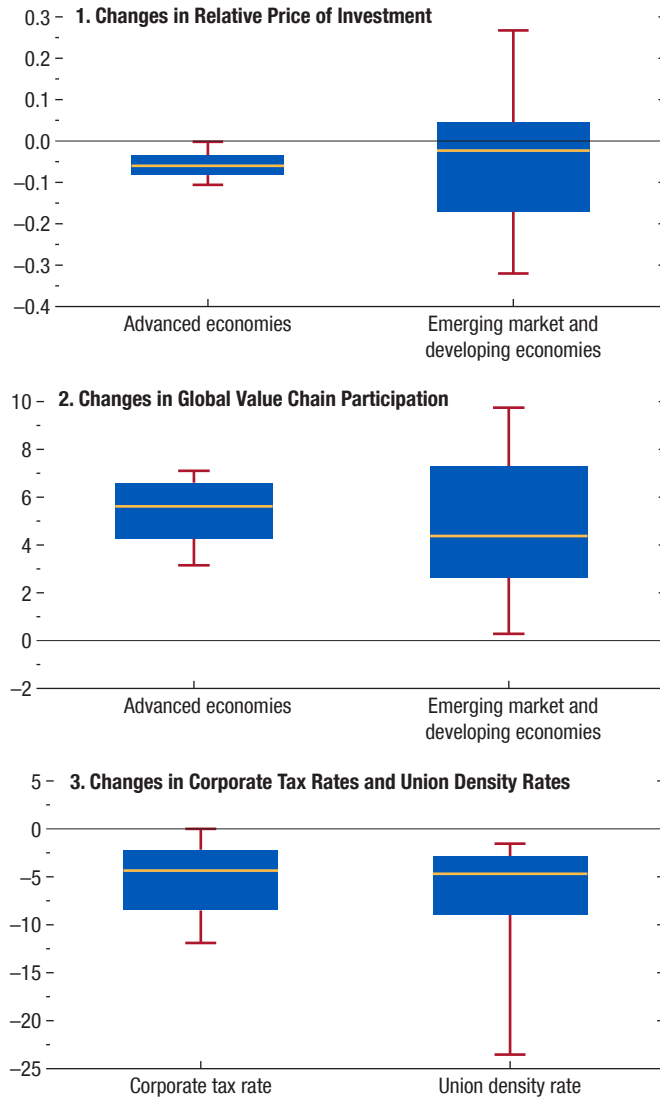 1. Changes in Relative Price of Investment
0.3
0.2
0.1
0.0
–0.1
–0.2
–0.3
–0.4
Advanced economies
Emerging market and
developing economies
2. Changes in Global Value Chain Participation
10
8
6
4
2
0
–2
Advanced economies
Emerging market and
developing economies
3. Changes in Corporate Tax Rates and Union Density Rates
5
0
–5
–10
–15
–20
–25
Corporate tax rate
Union density rate